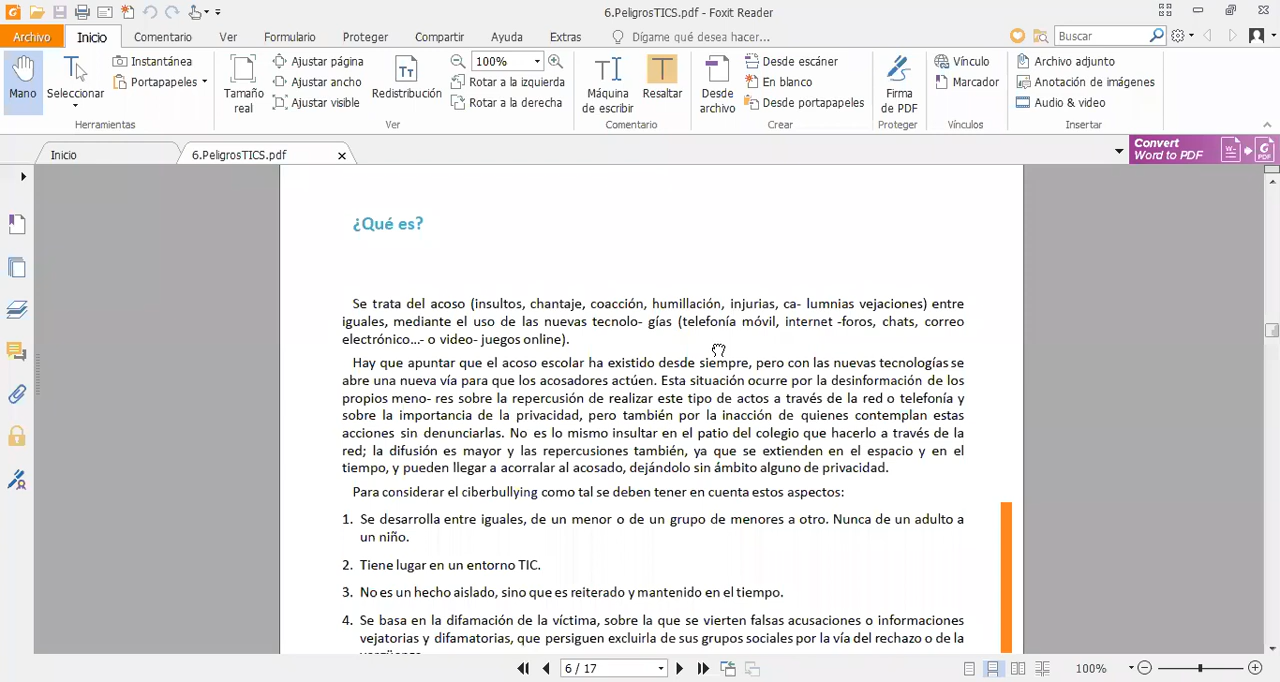 6.PeligrosTICS.pdf - Foxit Reader
Archivo Inicio Comentario Ver Formulario Proteger Compartir Ayuda Extras Dígame qué desea hacer... Buscar
Mano
Seleccionar
Instantánea
Portapapeles
Herramientas
Tamaño real
Ajustar página
Ajustar ancho
Ajustar visible
Redistribución
100%
Rotar a la izquierda
Rotar a la derecha
Ver
Máquina de escribir
Resaltar
Comentario
Desde archivo
Desde escáner
En blanco
Desde portapapeles
Crear
Firma de PDF
Proteger
Vínculo
Marcador
Vínculos
Archivo adjunto
Anotación de imágenes
Audio & video
Insertar
Inicio
6.PeligrosTICS.pdf
Convert
Word to PDF
PDF
¿Qué es?
Se trata del acoso (insultos, chantaje, coacción, humillación, injurias, ca- lumnias vejaciones) entre
iguales, mediante el uso de las nuevas tecnolo- gías (telefonía móvil, internet -foros, chats, correo
electrónico...- o video- juegos online).
Hay que apuntar que el acoso escolar ha existido desde siempre, pero con las nuevas tecnologías se
abre una nueva vía para que los acosadores actúen. Esta situación ocurre por la desinformación de los
propios meno- res sobre la repercusión de realizar este tipo de actos a través de la red o telefonía y
sobre la importancia de la privacidad, pero también por la inacción de quienes contemplan estas
acciones sin denunciarlas. No es lo mismo insultar en el patio del colegio que hacerlo a través de la
red; la difusión es mayor y las repercusiones también, ya que se extienden en el espacio y en el
tiempo, y pueden llegar a acorralar al acosado, dejándolo sin ámbito alguno de privacidad.
Para considerar el ciberbullying como tal se deben tener en cuenta estos aspectos:
1. Se desarrolla entre iguales, de un menor o de un grupo de menores a otro. Nunca de un adulto a
un niño.
2. Tiene lugar en un entorno TIC.
3. No es un hecho aislado, sino que es reiterado y mantenido en el tiempo.
4. Se basa en la difamación de la víctima, sobre la que se vierten falsas acusaciones o informaciones
vejatorias y difamatorias, que persiguen excluirla de sus grupos sociales por la vía del rechazo o de la
6 / 17
100%